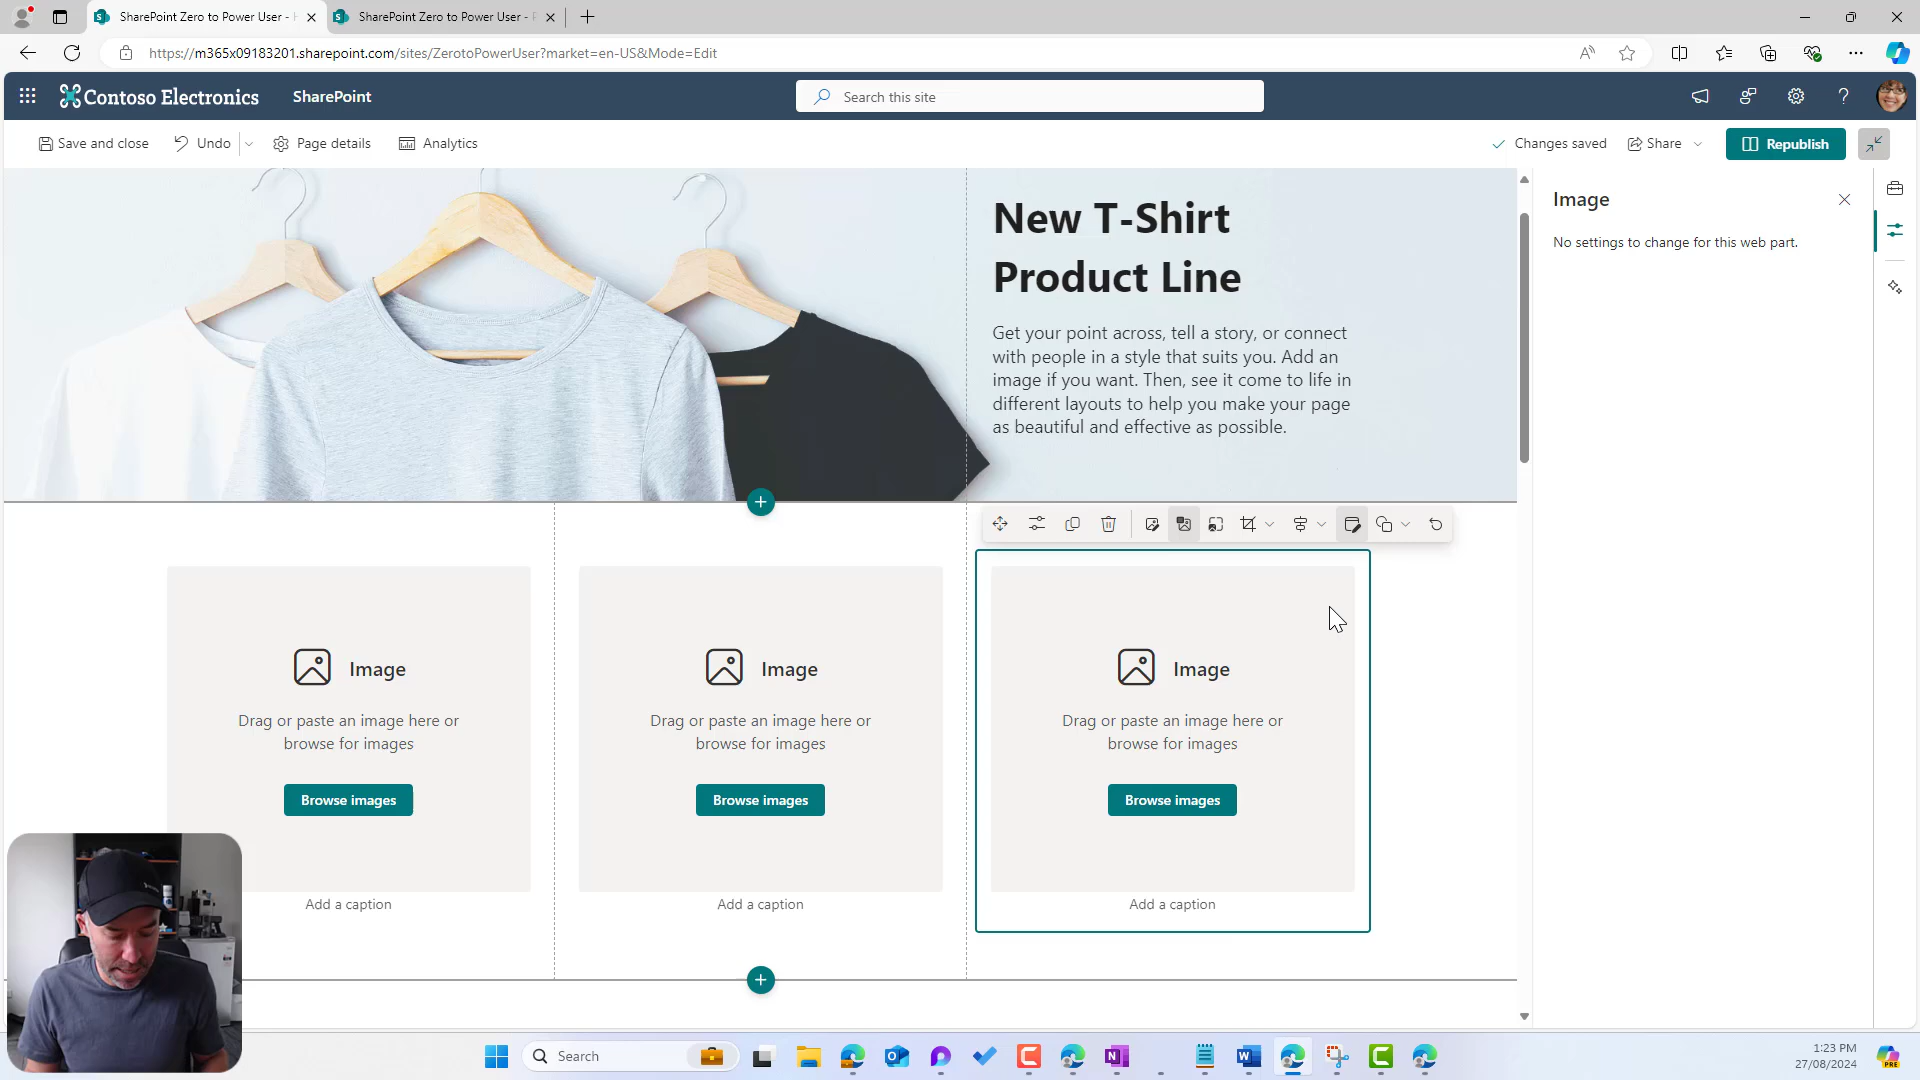 SharePoint Zero to Power User -
SharePoint Zero to Power User -
https://m365x09183201.sharepoint.com/sites/ZerotoPowerUser?market=en-US&Mode=Edit
Contoso Electronics
SharePoint
Search this site
Save and close
Undo
Page details
Analytics
Changes saved
Share
Republish
New T-Shirt
Product Line
Get your point across, tell a story, or connect
with people in a style that suits you. Add an
image if you want. Then, see it come to life in
different layouts to help you make your page
as beautiful and effective as possible.
Image
No settings to change for this web part.
Image
Drag or paste an image here or
browse for images
Browse images
Add a caption
Image
Drag or paste an image here or
browse for images
Browse images
Add a caption
Image
Drag or paste an image here or
browse for images
Browse images
Add a caption
Search
1:23 PM
27/08/2024
PRE